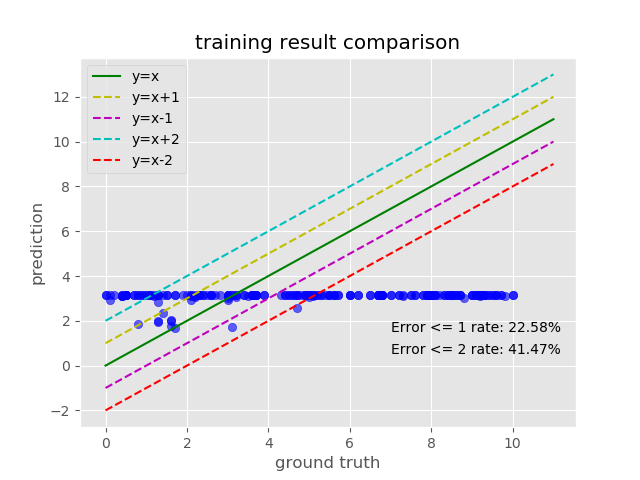 training result comparison
y=x
y=x+1
y=x-1
y=x+2
y=x-2
12
10
8
6
4
2
0
−2
prediction
Error <= 1 rate: 22.58%
Error <= 2 rate: 41.47%
0 2 4 6 8 10
ground truth